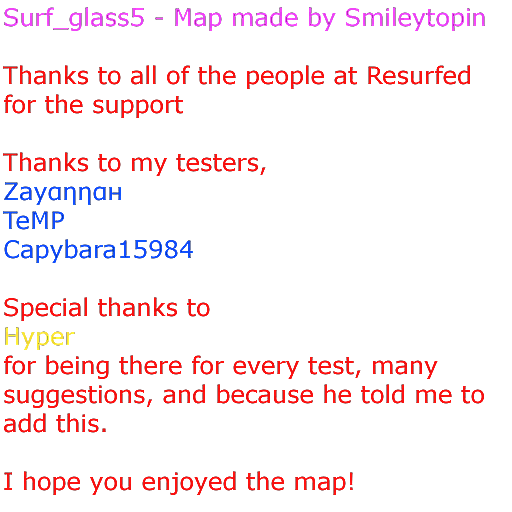 Surf_glass5 - Map made by Smileytopin
Thanks to all of the people at Resurfed
for the support
Thanks to my testers,
Zayαηηαн
TeMP
Capybara15984
Special thanks to
Hyper
for being there for every test, many
suggestions, and because he told me to
add this.
I hope you enjoyed the map!